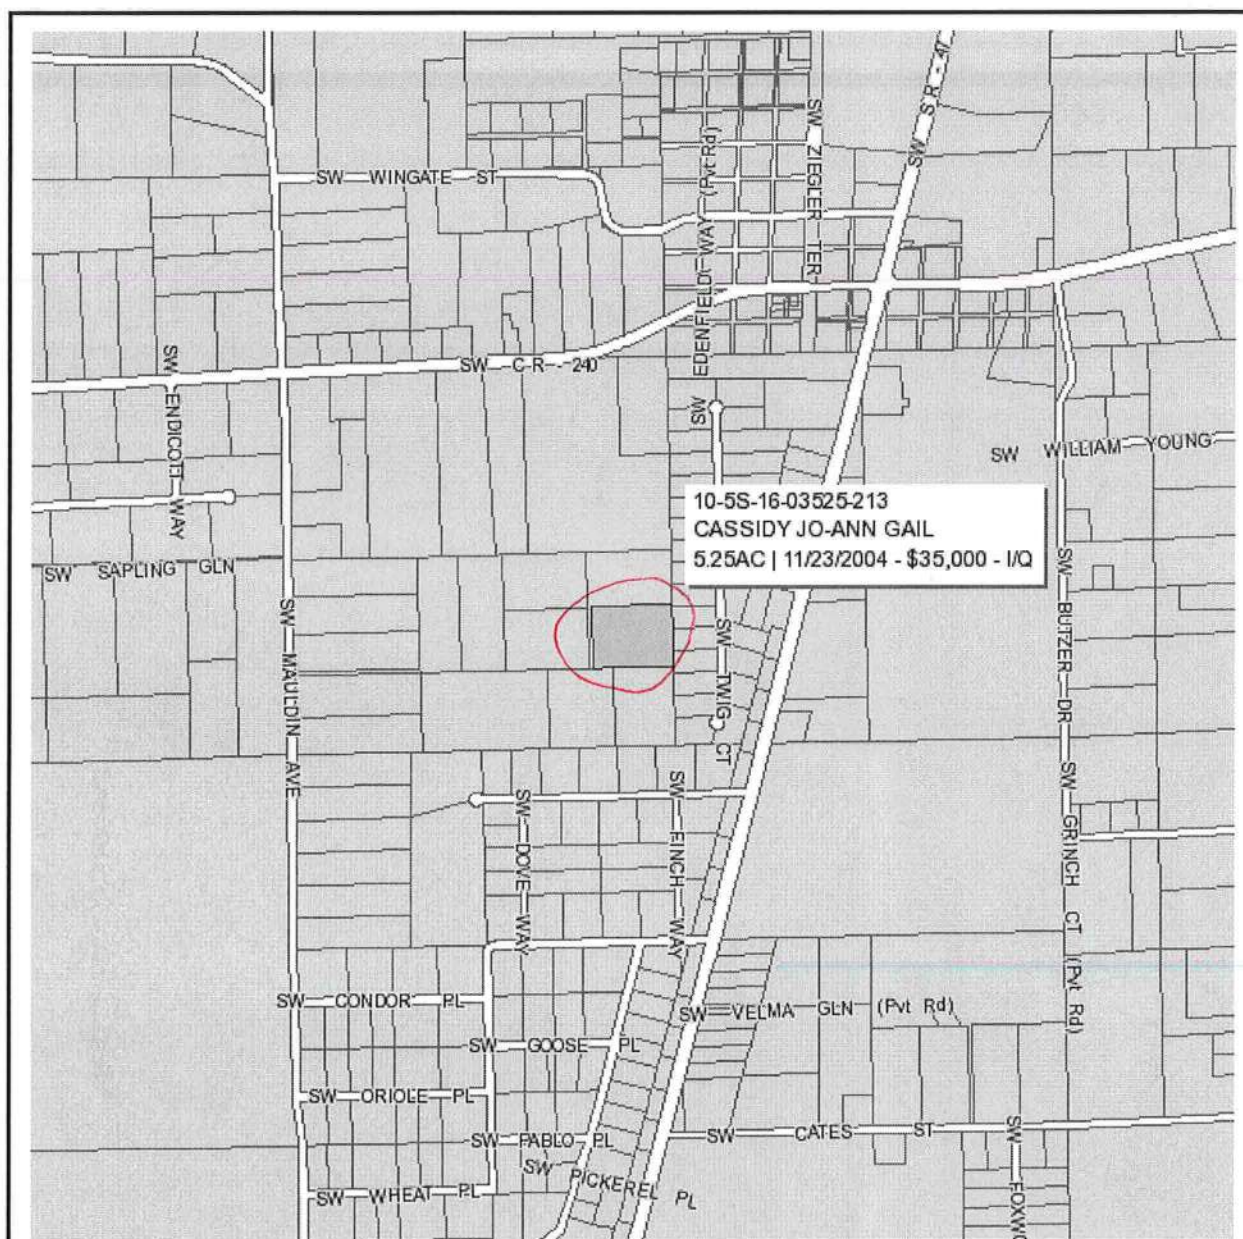 SW SR 47
SW WINGATE ST
SW EDENFIELD WAY (Pvt Rd)
SW ZIEGLER TER
SW C R 240
SW ENDICOTT WAY
SW WILLIAM YOUNG
10-5S-16-03525-213
CASSIDY JO-ANN GAIL
5.25AC | 11/23/2004 - $35,000 - I/Q
SW SAPLING GLN
SW MAULDIN AVE
SW TWIG CT
SW BUTZER DR
SW DOVE WAY
SW FINCH WAY
SW GRINCH CT (Pvt Rd)
SW CONDOR PL
SW VELMA GLN (Pvt Rd)
SW GOOSE PL
SW ORIOLE PL
SW PABLO PL
SW CATES ST
SW PICKEREL PL
SW WHEAT PL
SW FOXWO